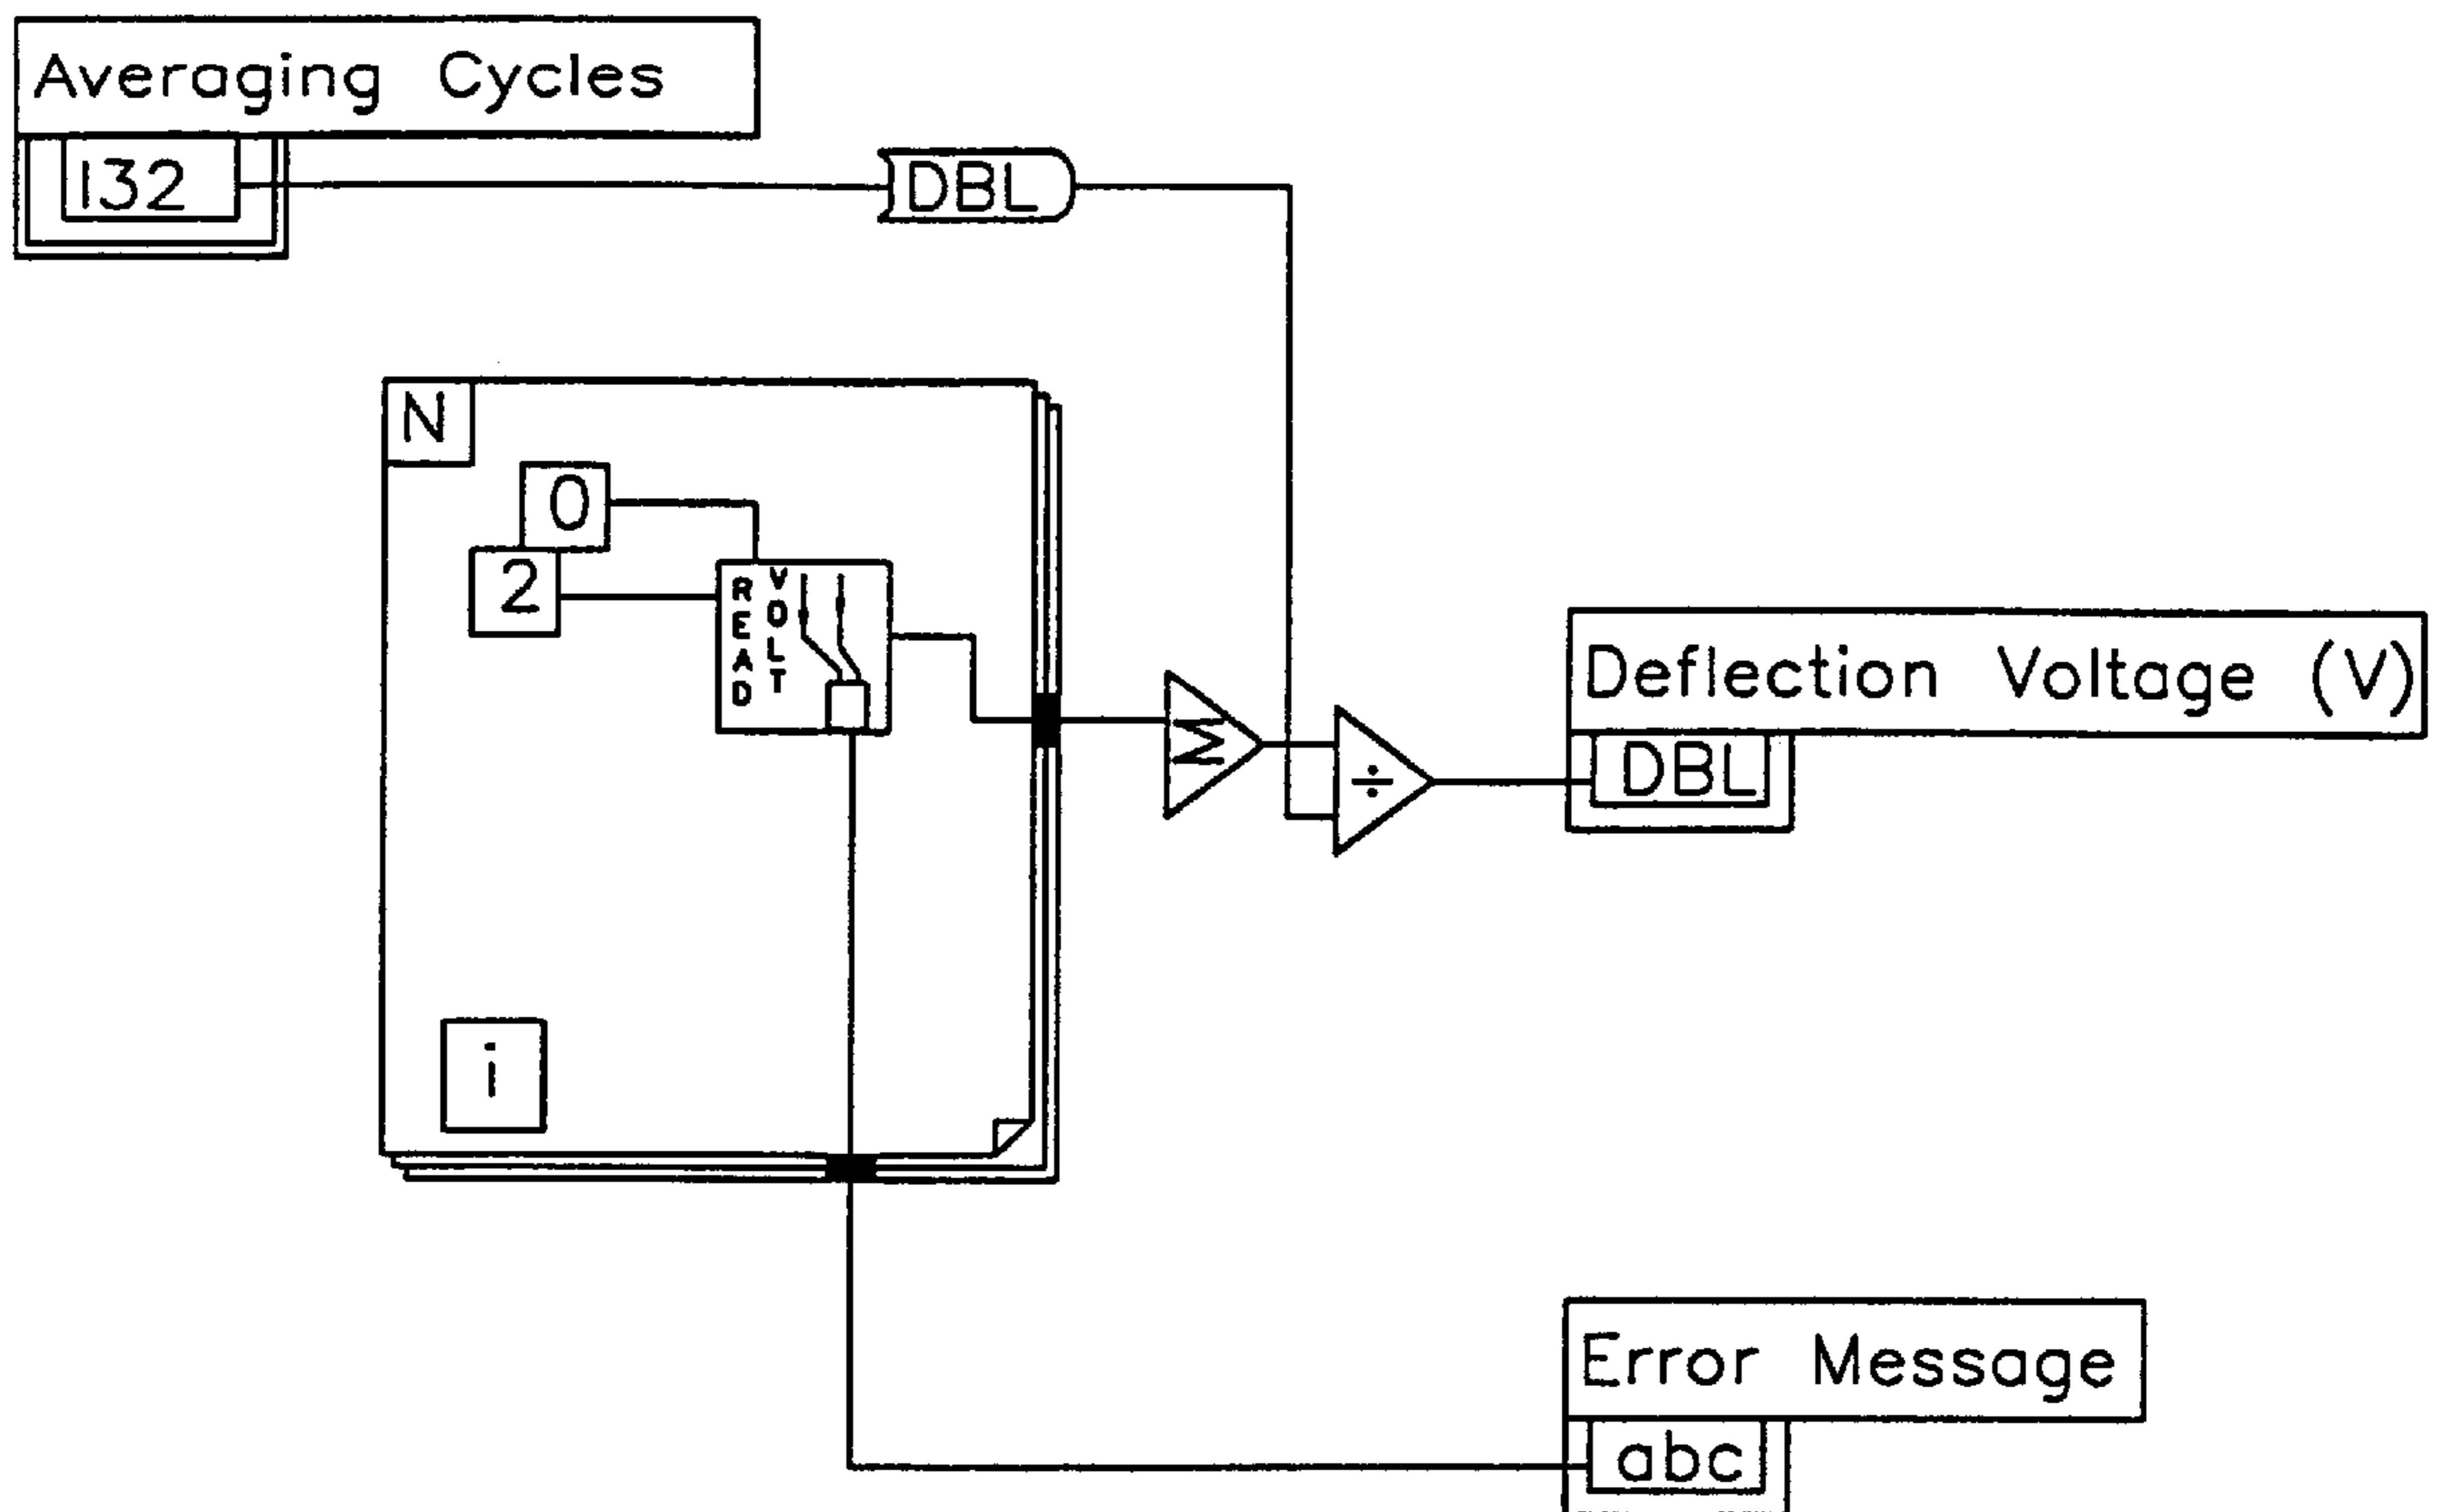 Averaging Cycles
I32
DBL
N
0
2
READ
VOLT
Σ
÷
Deflection Voltage (V)
DBL
i
Error Message
abc